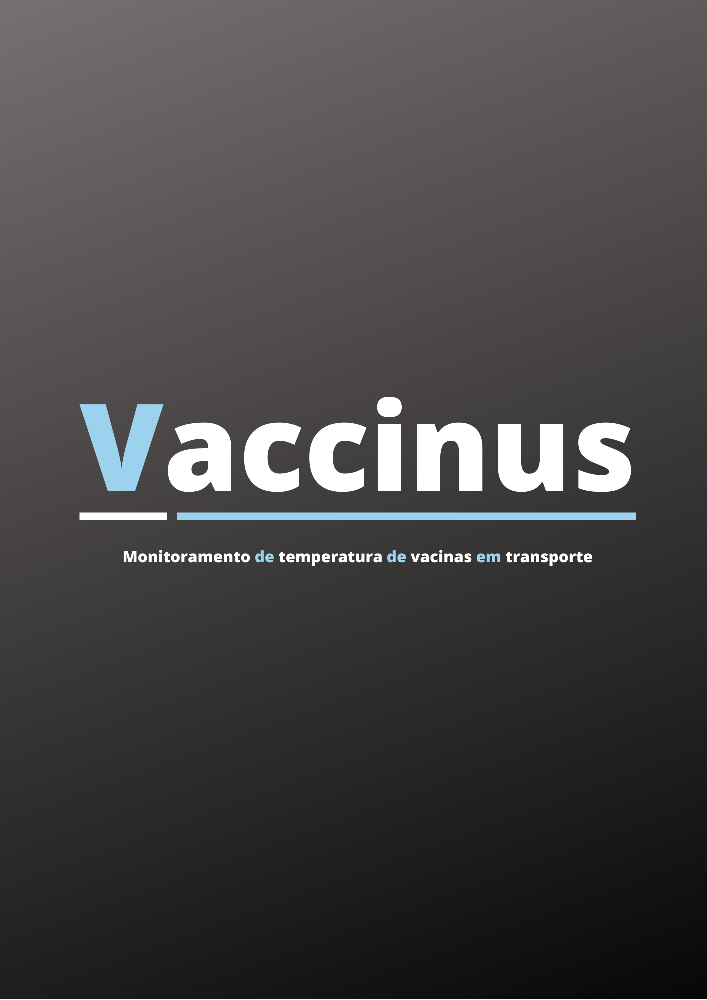 Vaccinus
Monitoramento de temperatura de vacinas em transporte